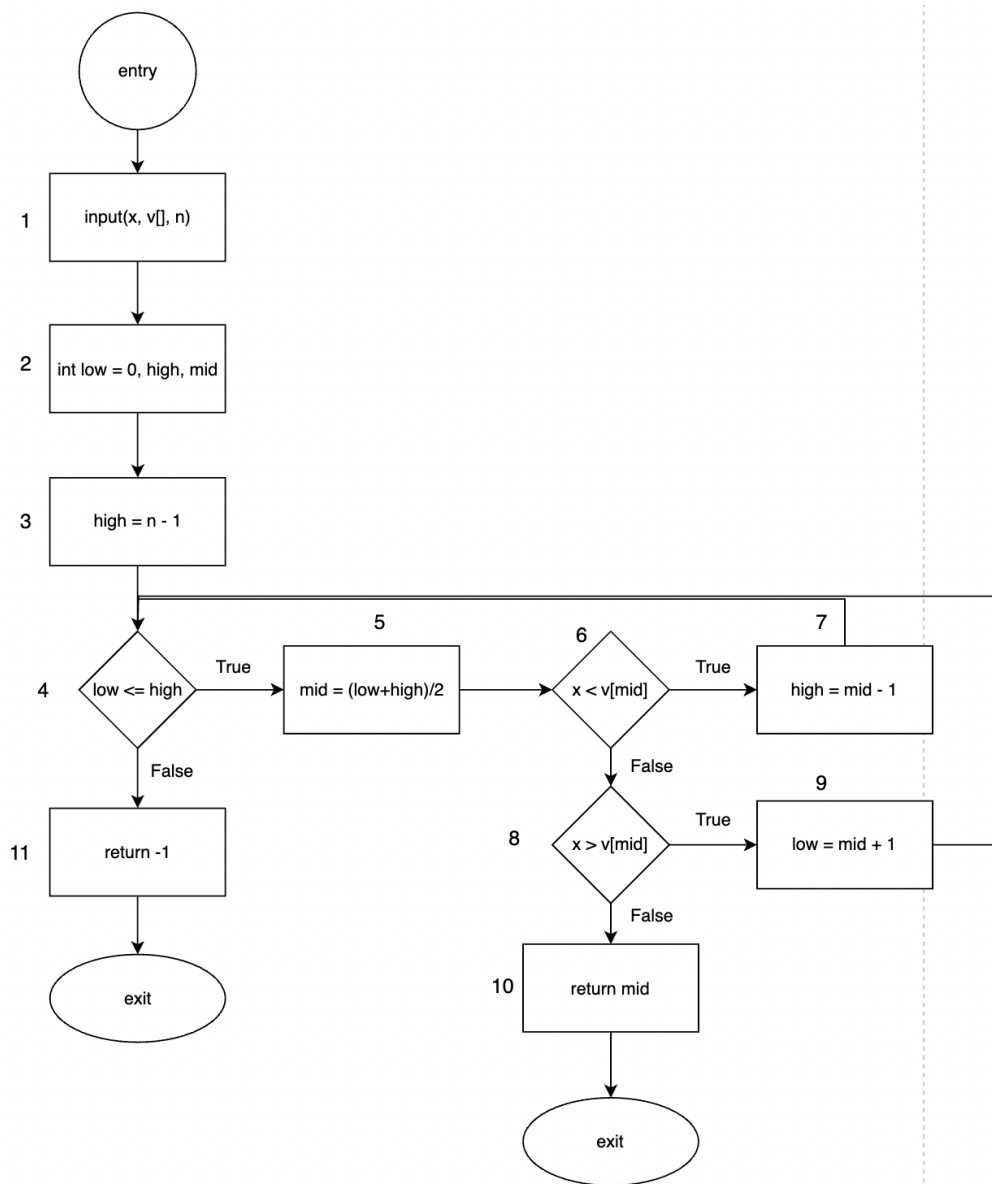 entry
1
input(x, v[], n)
2
int low = 0, high, mid
3
high = n - 1
4
low <= high
True
5
mid = (low+high)/2
6
x < v[mid]
True
7
high = mid - 1
False
False
8
x > v[mid]
True
9
low = mid + 1
11
return -1
False
10
return mid
exit
exit